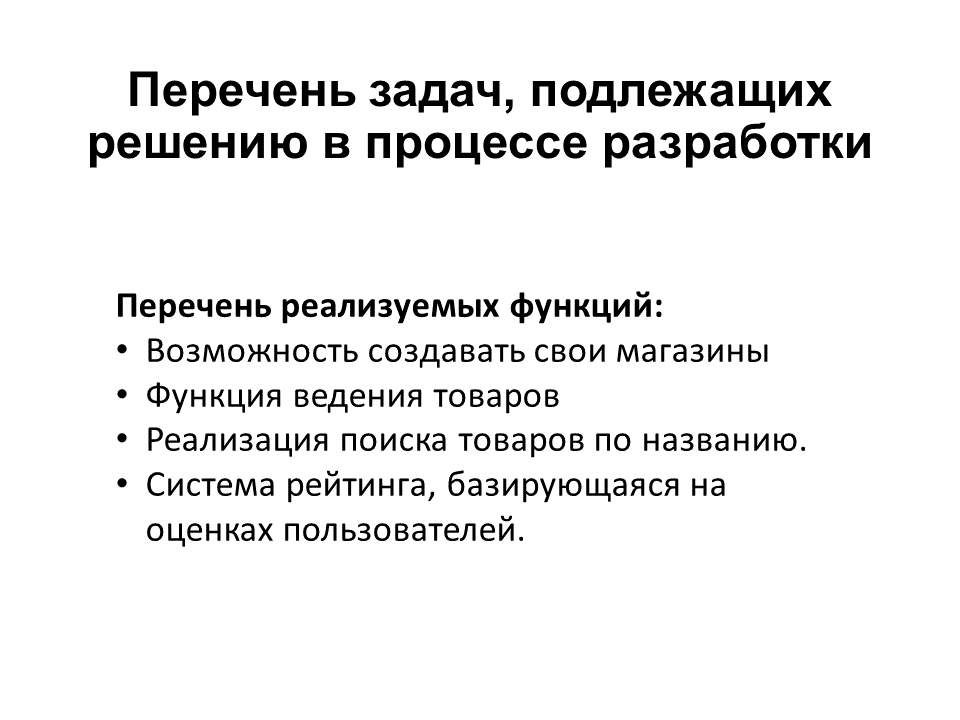 Перечень задач, подлежащих
решению в процессе разработки
Перечень реализуемых функций:
• Возможность создавать свои магазины
• Функция ведения товаров
• Реализация поиска товаров по названию.
• Система рейтинга, базирующаяся на
оценках пользователей.